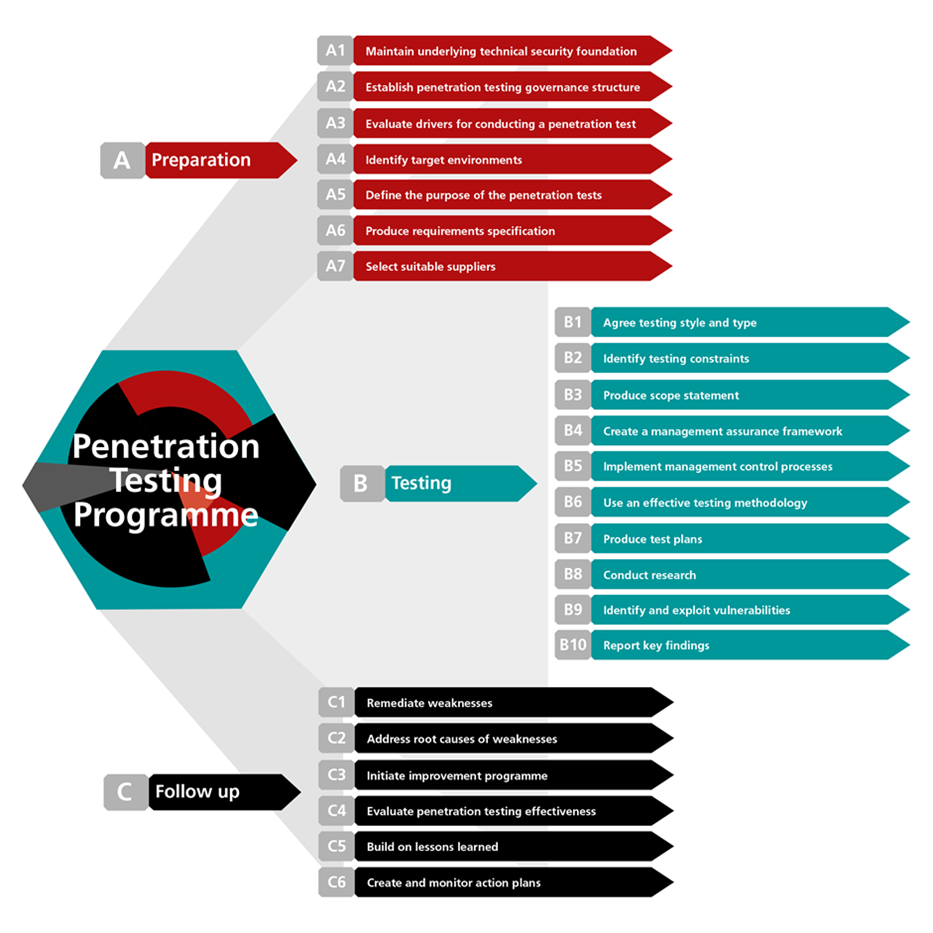 A1 Maintain underlying technical security foundation
A2 Establish penetration testing governance structure
A3 Evaluate drivers for conducting a penetration test
A Preparation
A4 Identify target environments
A5 Define the purpose of the penetration tests
A6 Produce requirements specification
A7 Select suitable suppliers
Penetration
Testing
Programme
B Testing
B1 Agree testing style and type
B2 Identify testing constraints
B3 Produce scope statement
B4 Create a management assurance framework
B5 Implement management control processes
B6 Use an effective testing methodology
B7 Produce test plans
B8 Conduct research
B9 Identify and exploit vulnerabilities
B10 Report key findings
C Follow up
C1 Remediate weaknesses
C2 Address root causes of weaknesses
C3 Initiate improvement programme
C4 Evaluate penetration testing effectiveness
C5 Build on lessons learned
C6 Create and monitor action plans